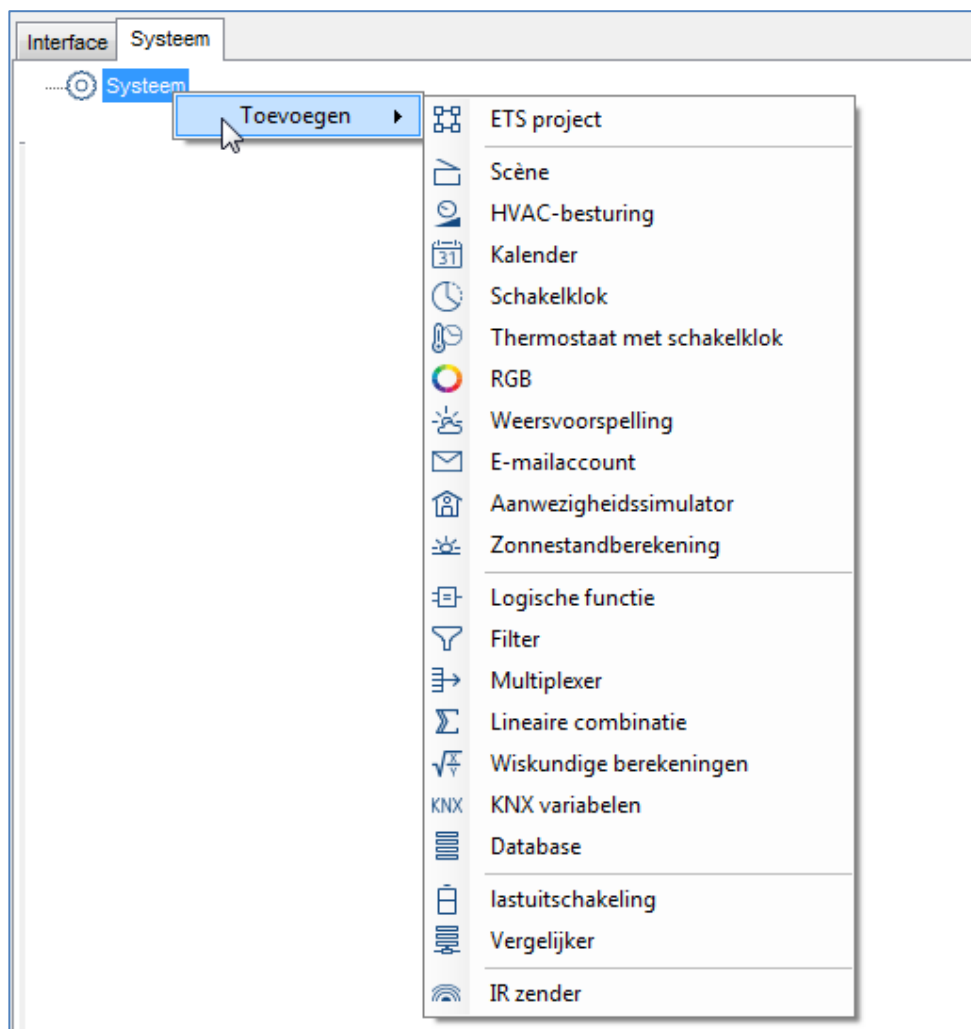 Interface Systeem
Systeem
Toevoegen
ETS project
Scène
HVAC-besturing
31 Kalender
Schakelklok
Thermostaat met schakelklok
RGB
Weersvoorspelling
E-mailaccount
Aanwezigheidssimulator
Zonnestandberekening
Logische functie
Filter
Multiplexer
Lineaire combinatie
√X/Y Wiskundige berekeningen
KNX KNX variabelen
Database
lastuitschakeling
Vergelijker
IR zender